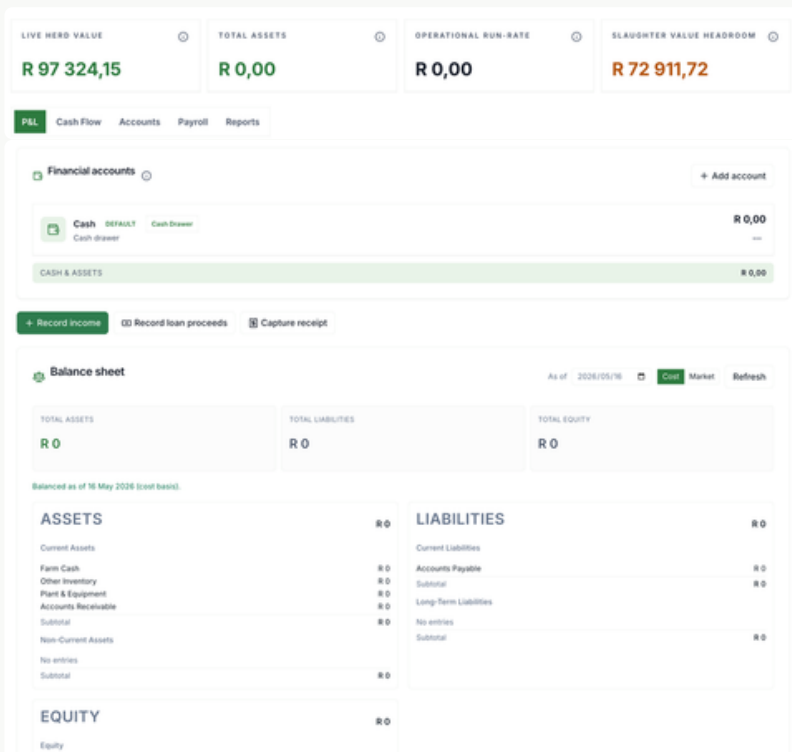 LIVE HERD VALUE
R 97 324,15
TOTAL ASSETS
R 0,00
OPERATIONAL RUN-RATE
R 0,00
SLAUGHTER VALUE HEADROOM
R 72 911,72
P&L Cash Flow Accounts Payroll Reports
Financial accounts
+ Add account
Cash DEFAULT Cash Drawer
R 0,00
Cash drawer
—
CASH & ASSETS R 0,00
+ Record income Record loan proceeds Capture receipt
Balance sheet
As of 2026/05/16 Cost Market Refresh
TOTAL ASSETS
R 0
TOTAL LIABILITIES
R 0
TOTAL EQUITY
R 0
Balanced as of 16 May 2026 (cost basis).
ASSETS R 0
Current Assets
Farm Cash R 0
Other Inventory R 0
Plant & Equipment R 0
Accounts Receivable R 0
Subtotal R 0
Non-Current Assets
No entries
Subtotal R 0
LIABILITIES R 0
Current Liabilities
Accounts Payable R 0
Subtotal R 0
Long-Term Liabilities
No entries
Subtotal R 0
EQUITY R 0
Equity